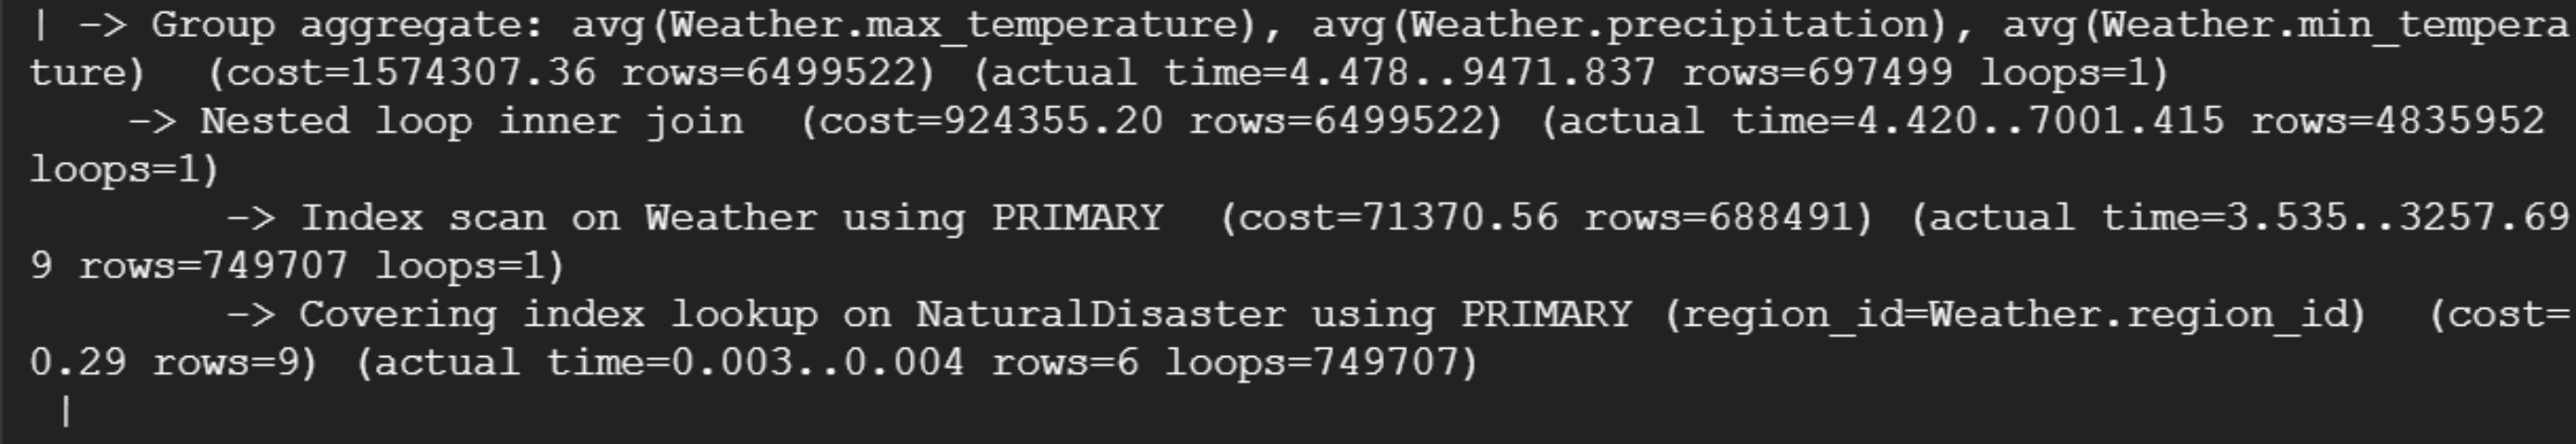 | -> Group aggregate: avg(Weather.max_temperature), avg(Weather.precipitation), avg(Weather.min_tempera
ture)  (cost=1574307.36 rows=6499522) (actual time=4.478..9471.837 rows=697499 loops=1)
    -> Nested loop inner join  (cost=924355.20 rows=6499522) (actual time=4.420..7001.415 rows=4835952
loops=1)
        -> Index scan on Weather using PRIMARY  (cost=71370.56 rows=688491) (actual time=3.535..3257.69
9 rows=749707 loops=1)
        -> Covering index lookup on NaturalDisaster using PRIMARY (region_id=Weather.region_id)  (cost=
0.29 rows=9) (actual time=0.003..0.004 rows=6 loops=749707)
 |